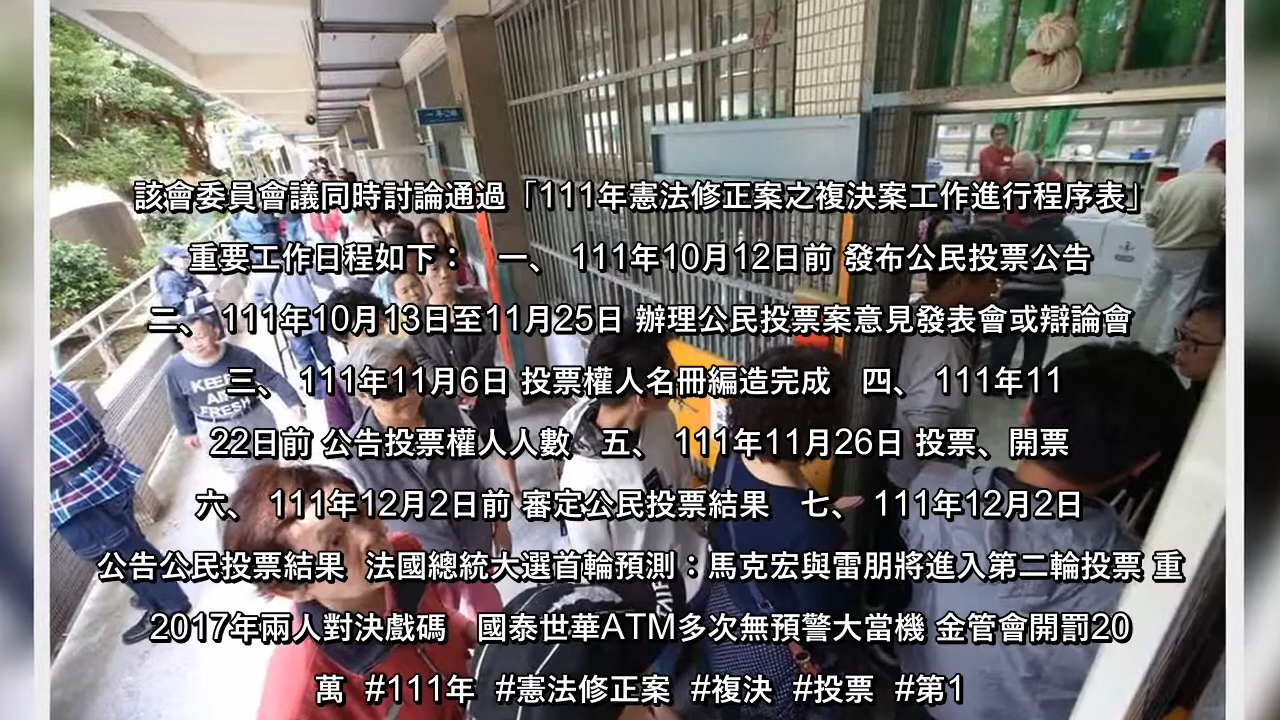 該會委員會議同時討論通過「111年憲法修正案之複決案工作進行程序表」
重要工作日程如下： 一、 111年10月12日前 發布公民投票公告
二、 111年10月13日至11月25日 辦理公民投票案意見發表會或辯論會
三、 111年11月6日 投票權人名冊編造完成 四、 111年11
22日前 公告投票權人人數 五、 111年11月26日 投票、開票
六、 111年12月2日前 審定公民投票結果 七、 111年12月2日
公告公民投票結果 法國總統大選首輪預測：馬克宏與雷朋將進入第二輪投票 重
2017年兩人對決戲碼 國泰世華ATM多次無預警大當機 金管會開罰20
萬 #111年 #憲法修正案 #複決 #投票 #第1
KEEP
AIR
FRESH